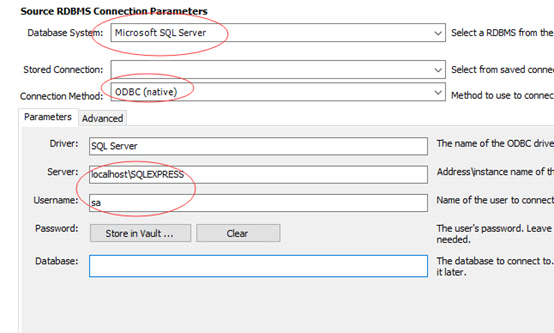 Source RDBMS Connection Parameters
Database System: Microsoft SQL Server Select a RDBMS from the
Stored Connection: Select from saved conne
Connection Method: ODBC (native) Method to use to connec
Parameters Advanced
Driver: SQL Server The name of the ODBC drive
Server: localhost\SQLEXPRESS Address\instance name of th
Username: sa Name of the user to connect
Password: Store in Vault ... Clear The user's password. Leave
needed.
Database: The database to connect to.
it later.